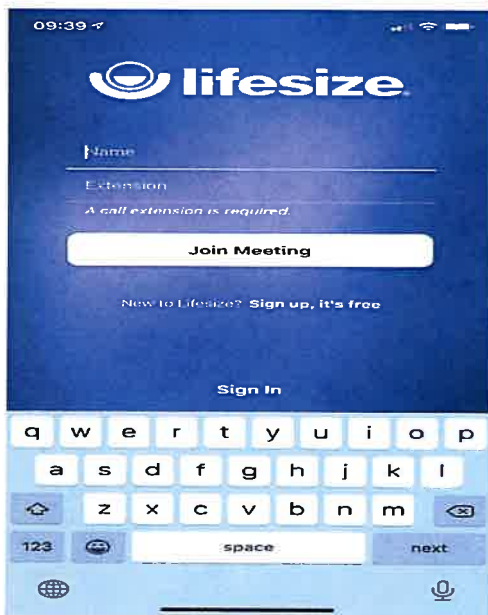 09:39
lifesize
Name
Extension
A call extension is required.
Join Meeting
New to Lifesize? Sign up, it's free
Sign In
q w e r t y u i o p
a s d f g h j k l
z x c v b n m
123 space next